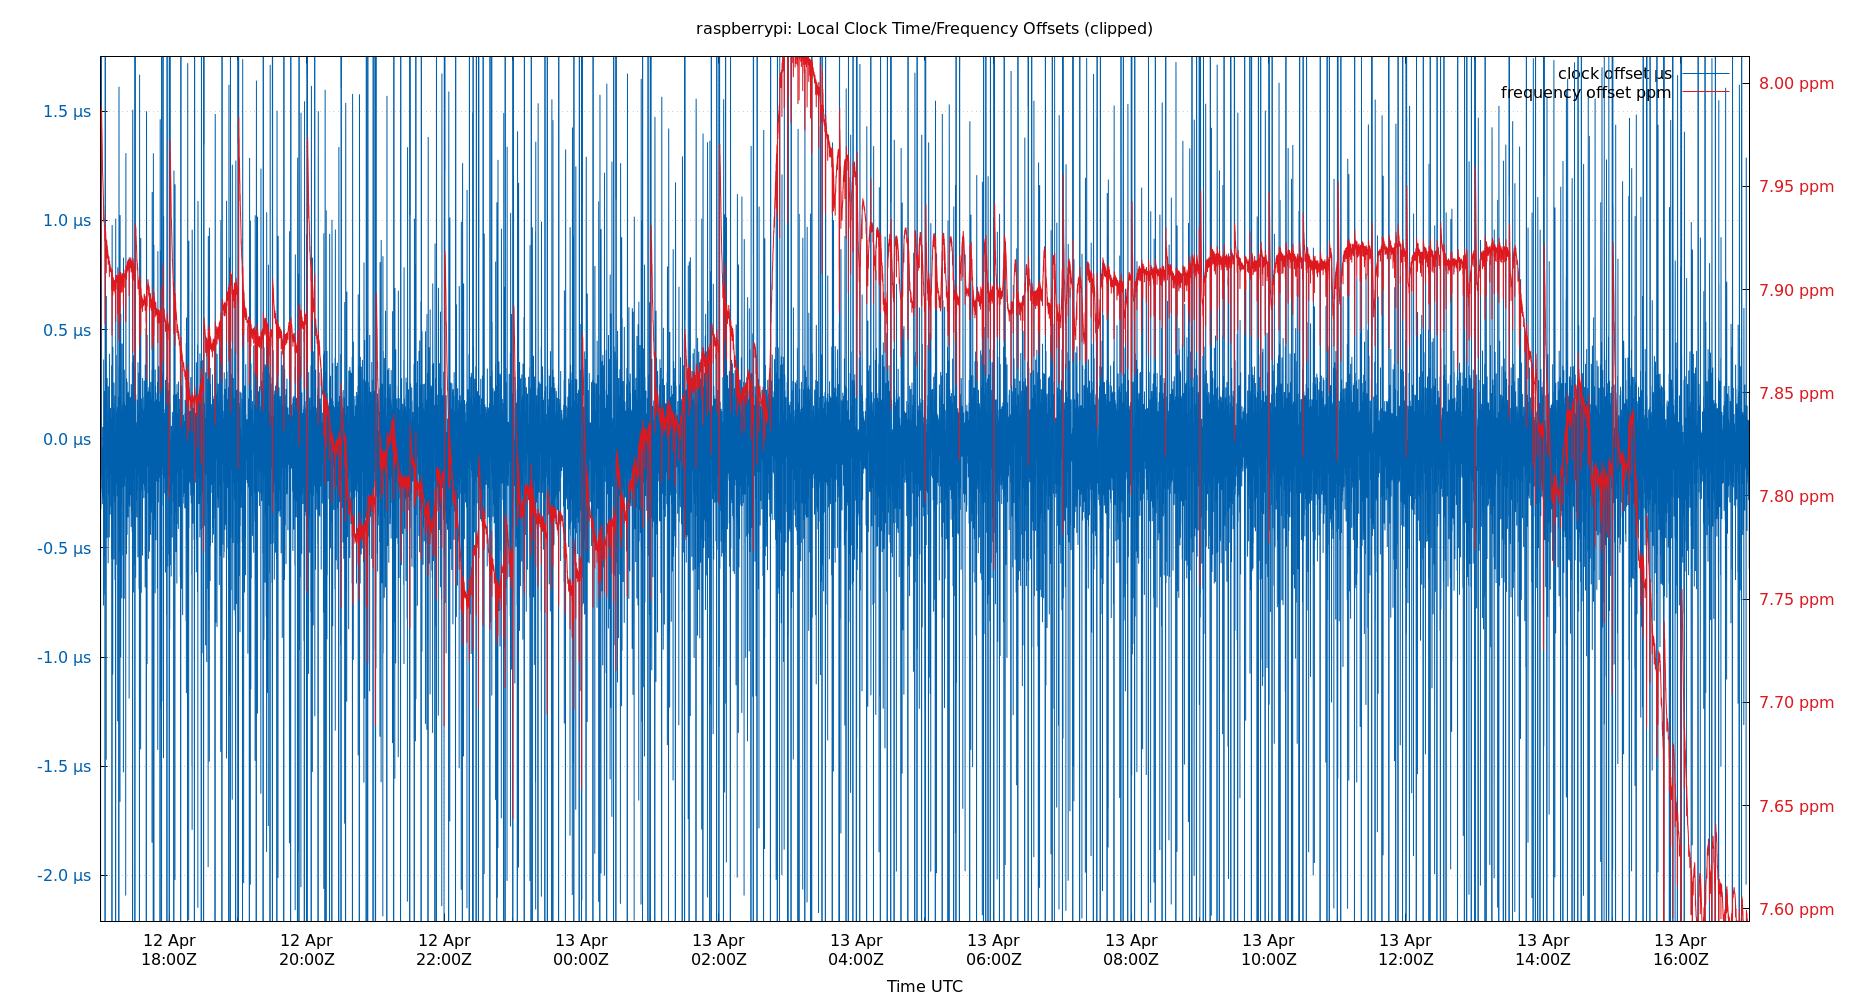 raspberrypi: Local Clock Time/Frequency Offsets (clipped)
clock offset µs
frequency offset ppm
1.5 µs
1.0 µs
0.5 µs
0.0 µs
-0.5 µs
-1.0 µs
-1.5 µs
-2.0 µs
8.00 ppm
7.95 ppm
7.90 ppm
7.85 ppm
7.80 ppm
7.75 ppm
7.70 ppm
7.65 ppm
7.60 ppm
12 Apr 12 Apr 12 Apr 13 Apr 13 Apr 13 Apr 13 Apr 13 Apr 13 Apr 13 Apr 13 Apr 13 Apr
18:00Z 20:00Z 22:00Z 00:00Z 02:00Z 04:00Z 06:00Z 08:00Z 10:00Z 12:00Z 14:00Z 16:00Z
Time UTC